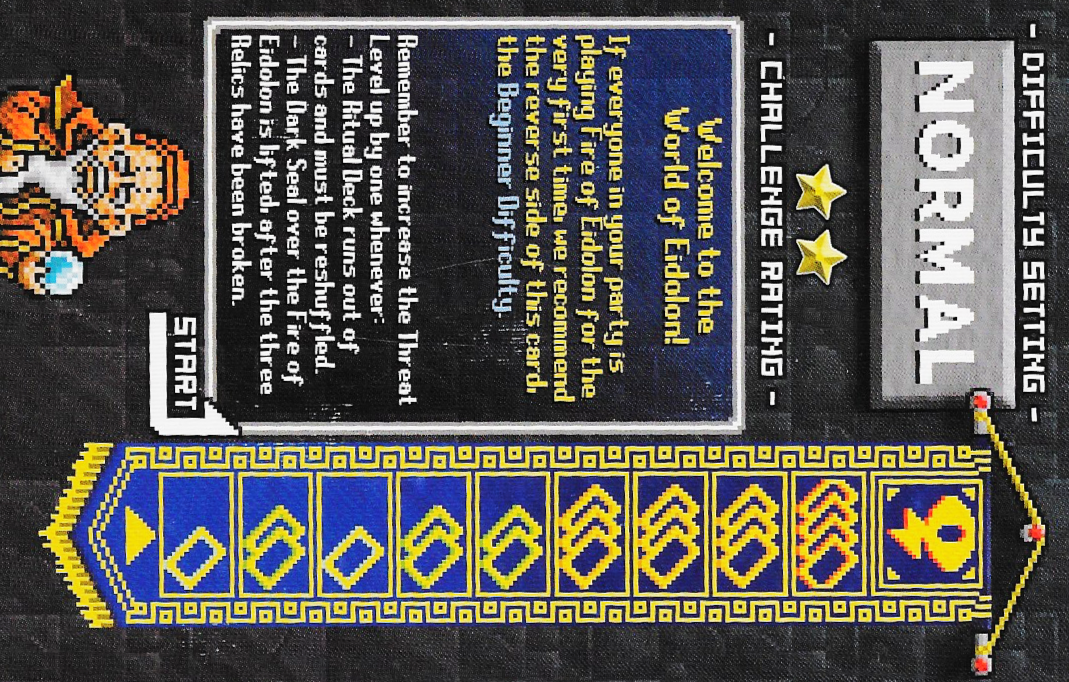 - DIFFICULTY SETTING -
NORMAL
- CHALLENGE RATING -
Welcome to the
World of Eidolon!
If everyone in your party is
playing Fire of Eidolon for the
very first time, we recommend
the reverse side of this card,
the Beginner Difficulty.
Remember to increase the Threat
Level up by one whenever:
- The Ritual Deck runs out of
cards and must be reshuffled.
- The Dark Seal over the Fire of
Eidolon is lifted, after the three
Relics have been broken.
START